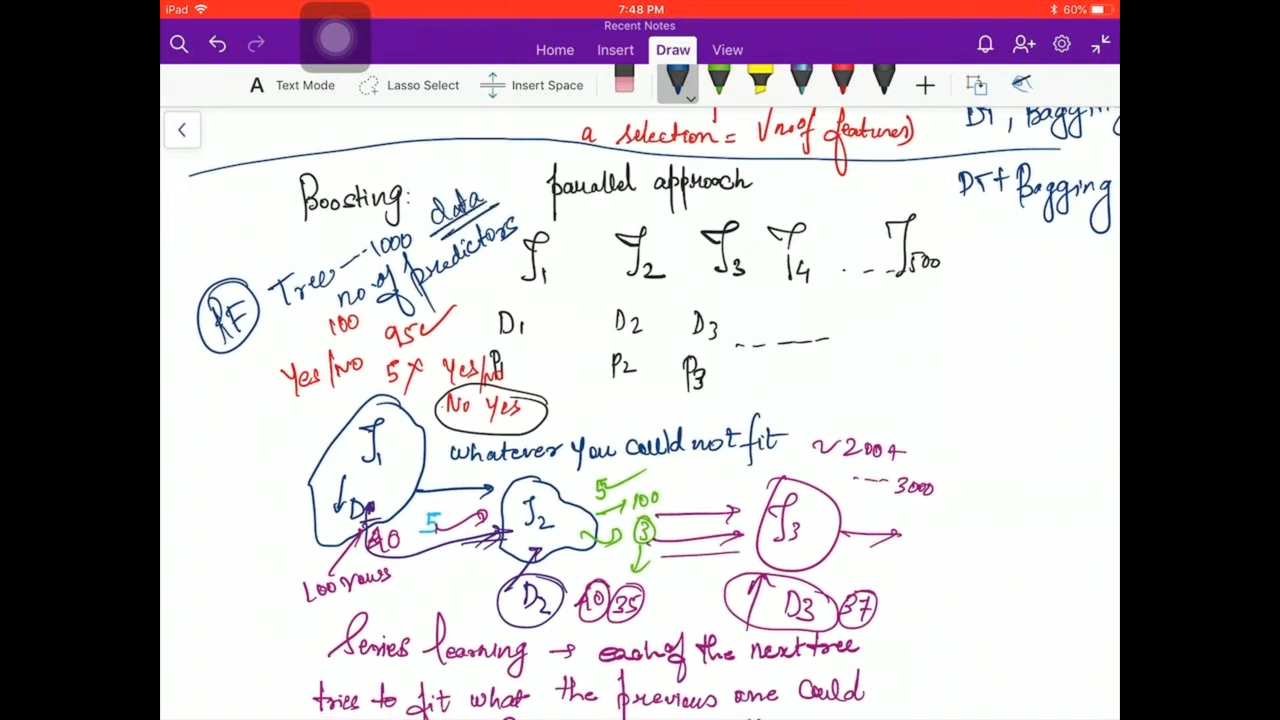 iPad 7:48 PM 60%
Recent Notes
Home Insert Draw View
A Text Mode Lasso Select Insert Space
a selection = √no of features)
DT, Bagging
Boosting: parallel approach
DT + Bagging
RF Tree --- 1000 data
no of predictors
T1 T2 T3 T4 . --- T500
100 95 ✓
D1 D2 D3 -----
Yes/No 5 x Yes/No
P1 P2 P3
No Yes
T1 whatever you could not fit ~200+
--- 3000
D1 5 T2 5 ✓ 100 3 T3
40
100 rows
D2 40 35 D3 37
Series learning → each of the next tree
tries to fit what the previous one could